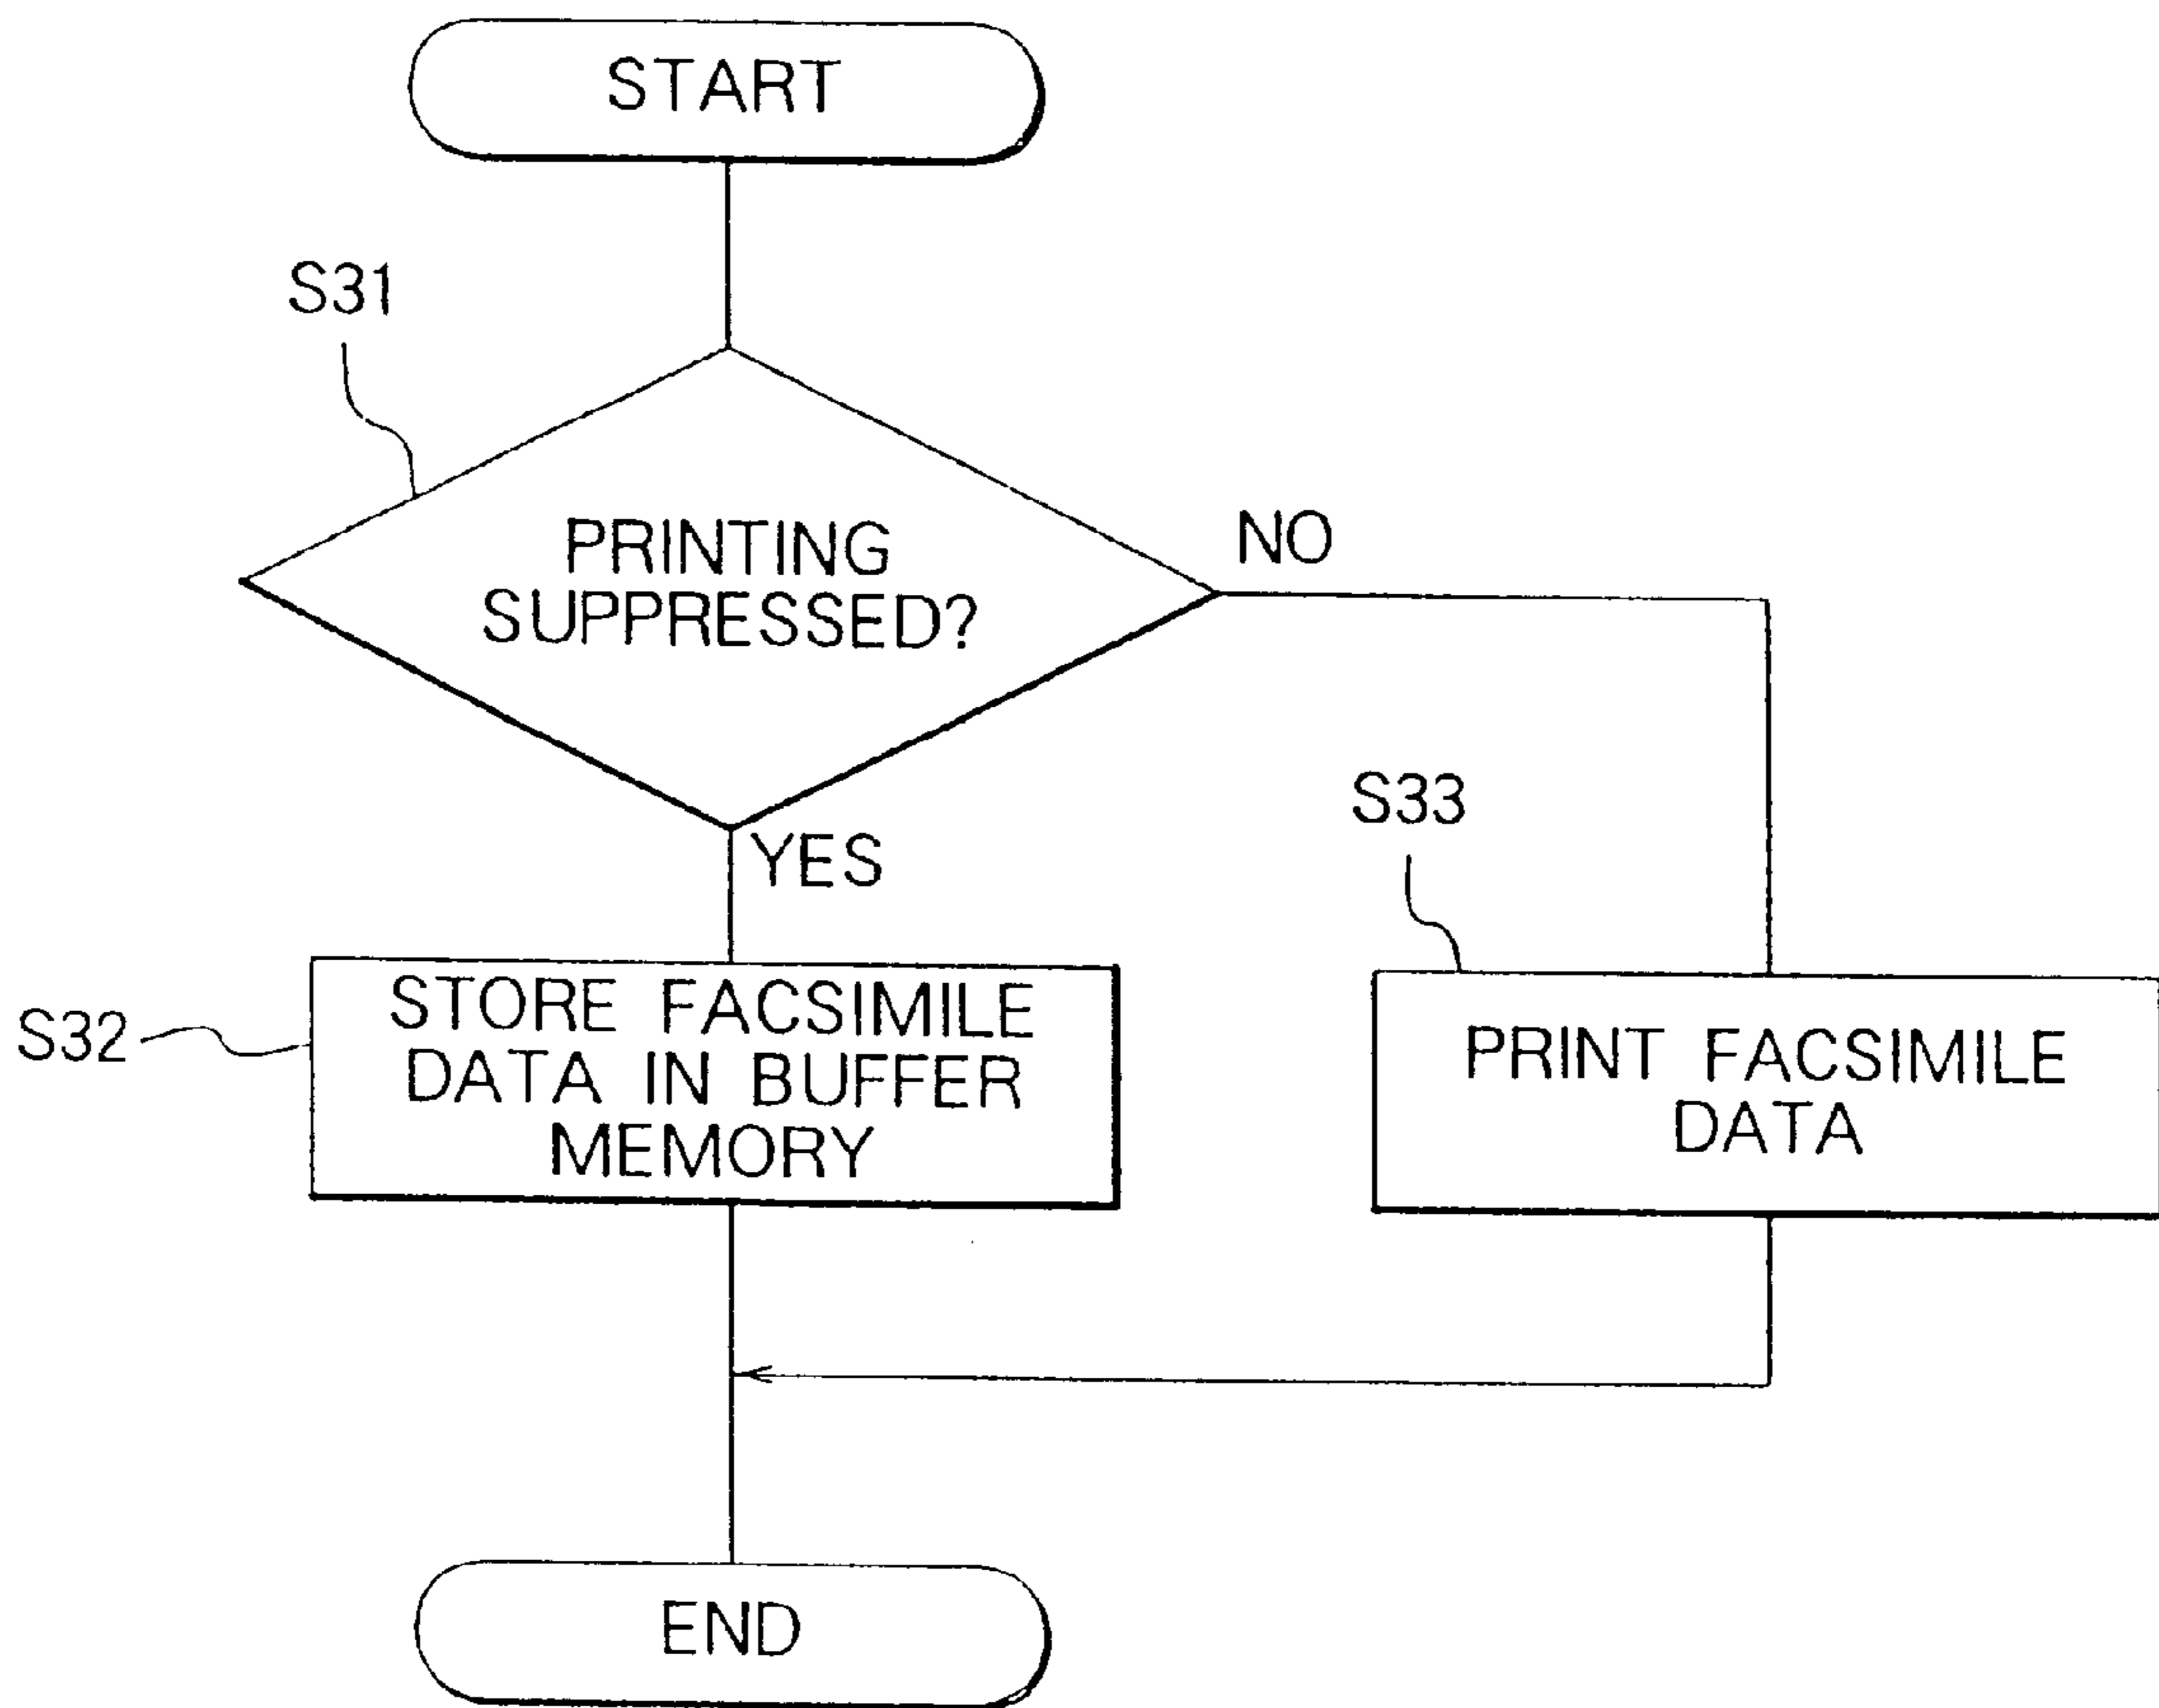 START
S31
PRINTING
SUPPRESSED?
NO
YES
S33
S32
STORE FACSIMILE
DATA IN BUFFER
MEMORY
PRINT FACSIMILE
DATA
END